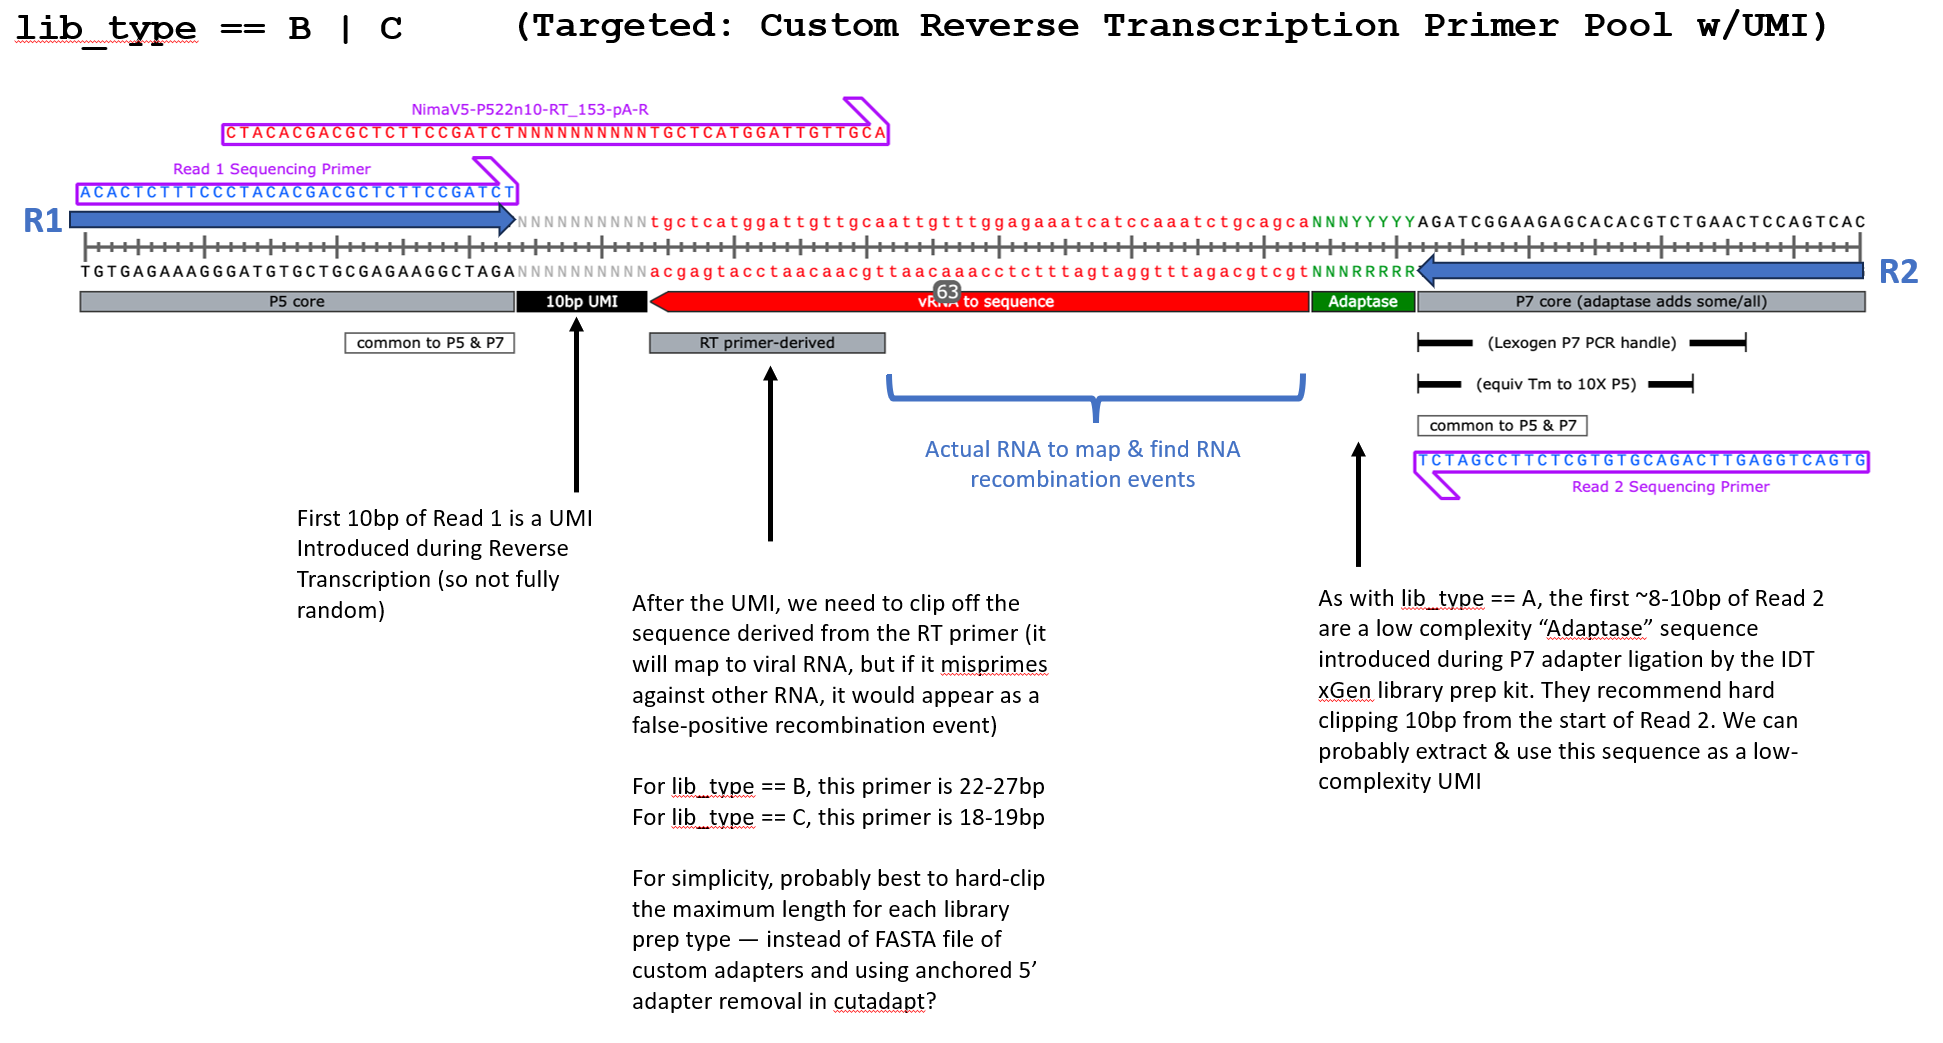 lib_type == B | C (Targeted: Custom Reverse Transcription Primer Pool w/UMI)
NimaV5-P522n10-RT_153-pA-R
CTACACGACGCTCTTCCGATCTNNNNNNNNNNTGCTCATGGATTGTTGCA
Read 1 Sequencing Primer
ACACTCTTTCCCTACACGACGCTCTTCCGATCT
R1
NNNNNNNNNNtgctcatggattgttgcaattgtttggagaaatcatccaaatctgcagcaNNNYYYYYAGATCGGAAGAGCACACGTCTGAACTCCAGTCAC
TGTGAGAAAGGGATGTGCTGCGAGAAGGCTAGANNNNNNNNNNacgagtacctaacaacgttaacaaacctctttagtaggtttagacgtcgtNNNRRRRR
R2
P5 core
10bp UMI
63
vRNA to sequence
Adaptase
P7 core (adaptase adds some/all)
common to P5 & P7
RT primer-derived
(Lexogen P7 PCR handle)
(equiv Tm to 10X P5)
common to P5 & P7
TCTAGCCTTCTCGTGTGCAGACTTGAGGTCAGTG
Read 2 Sequencing Primer
Actual RNA to map & find RNA
recombination events
First 10bp of Read 1 is a UMI
Introduced during Reverse
Transcription (so not fully
random)
After the UMI, we need to clip off the
sequence derived from the RT primer (it
will map to viral RNA, but if it misprimes
against other RNA, it would appear as a
false-positive recombination event)
For lib_type == B, this primer is 22-27bp
For lib_type == C, this primer is 18-19bp
For simplicity, probably best to hard-clip
the maximum length for each library
prep type — instead of FASTA file of
custom adapters and using anchored 5’
adapter removal in cutadapt?
As with lib_type == A, the first ~8-10bp of Read 2
are a low complexity “Adaptase” sequence
introduced during P7 adapter ligation by the IDT
xGen library prep kit. They recommend hard
clipping 10bp from the start of Read 2. We can
probably extract & use this sequence as a low-
complexity UMI